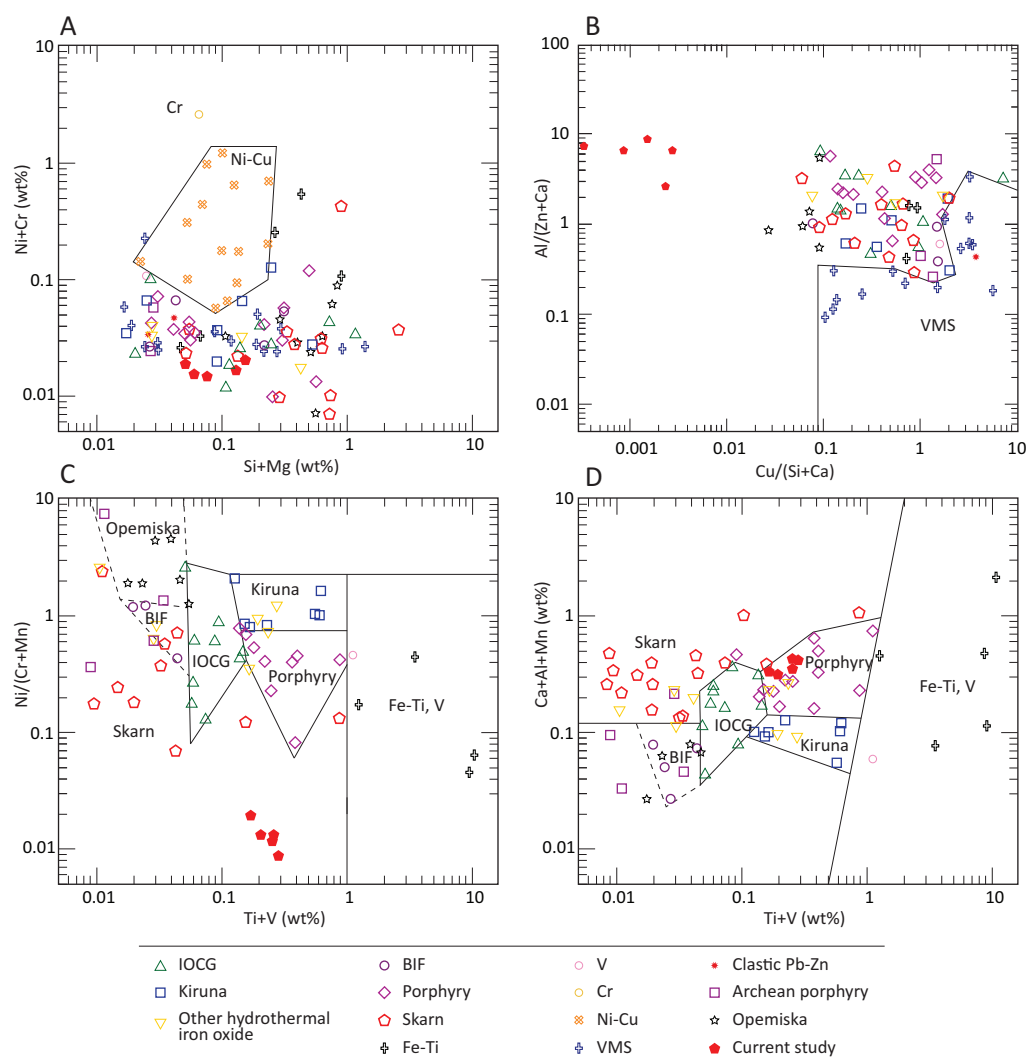 A
10
1
0.1
0.01
Ni+Cr (wt%)
Cr
Ni-Cu
0.01
0.1
1
10
Si+Mg (wt%)
B
100
10
1
0.1
0.01
Al/(Zn+Ca)
VMS
0.001
0.01
0.1
1
10
Cu/(Si+Ca)
C
10
1
0.1
0.01
Ni/(Cr+Mn)
Opemiska
BIF
Kiruna
IOCG
Porphyry
Skarn
Fe-Ti, V
0.01
0.1
1
10
Ti+V (wt%)
D
10
1
0.1
0.01
Ca+Al+Mn (wt%)
Skarn
Porphyry
IOCG
BIF
Kiruna
Fe-Ti, V
0.01
0.1
1
10
Ti+V (wt%)
IOCG
Kiruna
Other hydrothermal
iron oxide
BIF
Porphyry
Skarn
Fe-Ti
V
Cr
Ni-Cu
VMS
Clastic Pb-Zn
Archean porphyry
Opemiska
Current study